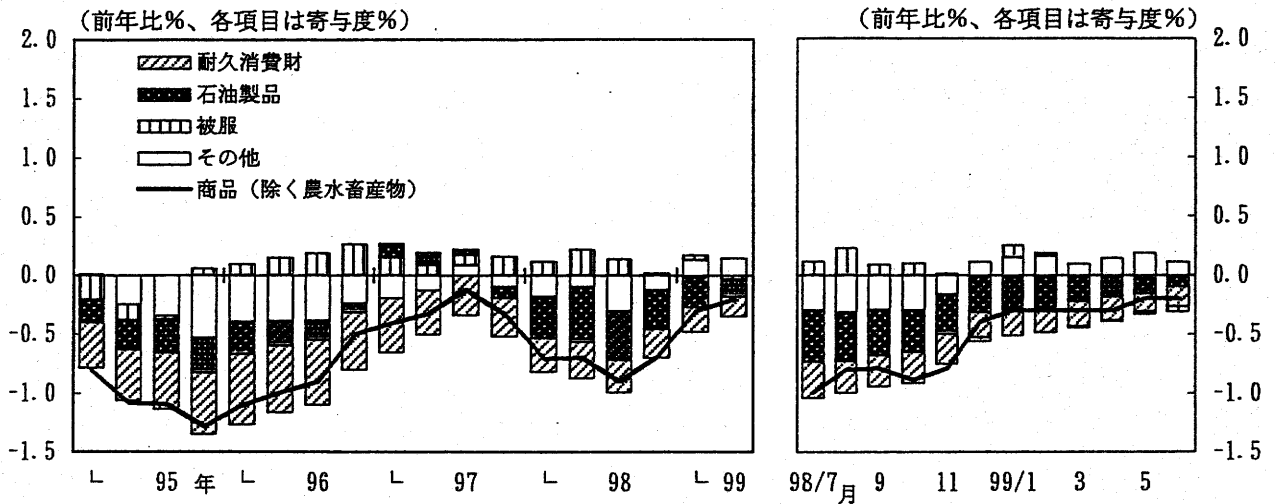 (前年比%、各項目は寄与度%)
2.0
1.5
1.0
0.5
0.0
-0.5
-1.0
-1.5
耐久消費財
石油製品
被服
その他
商品（除く農水畜産物）
95 年 96 97 98 99
(前年比%、各項目は寄与度%)
2.0
1.5
1.0
0.5
0.0
-0.5
-1.0
-1.5
98/7月 9 11 99/1 3 5